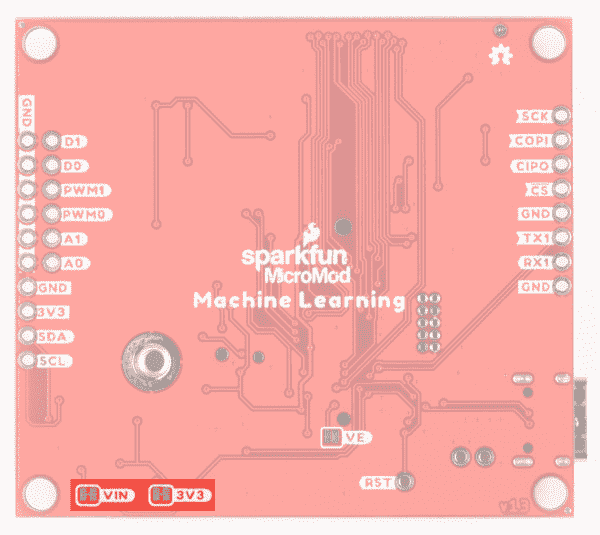 GND
D1
D0
PWM1
PWM0
A1
A0
GND
3V3
SDA
SCL
SCK
COPI
CIPO
CS
GND
TX1
RX1
GND
sparkfun
MicroMod
Machine Learning
VE
RST
VIN
3V3
v13